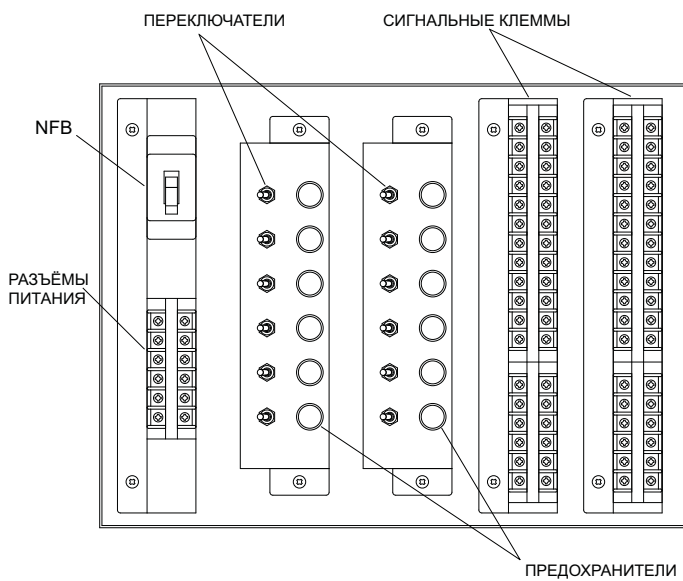 ПЕРЕКЛЮЧАТЕЛИ
СИГНАЛЬНЫЕ КЛЕММЫ
NFB
РАЗЪЁМЫ
ПИТАНИЯ
ПРЕДОХРАНИТЕЛИ